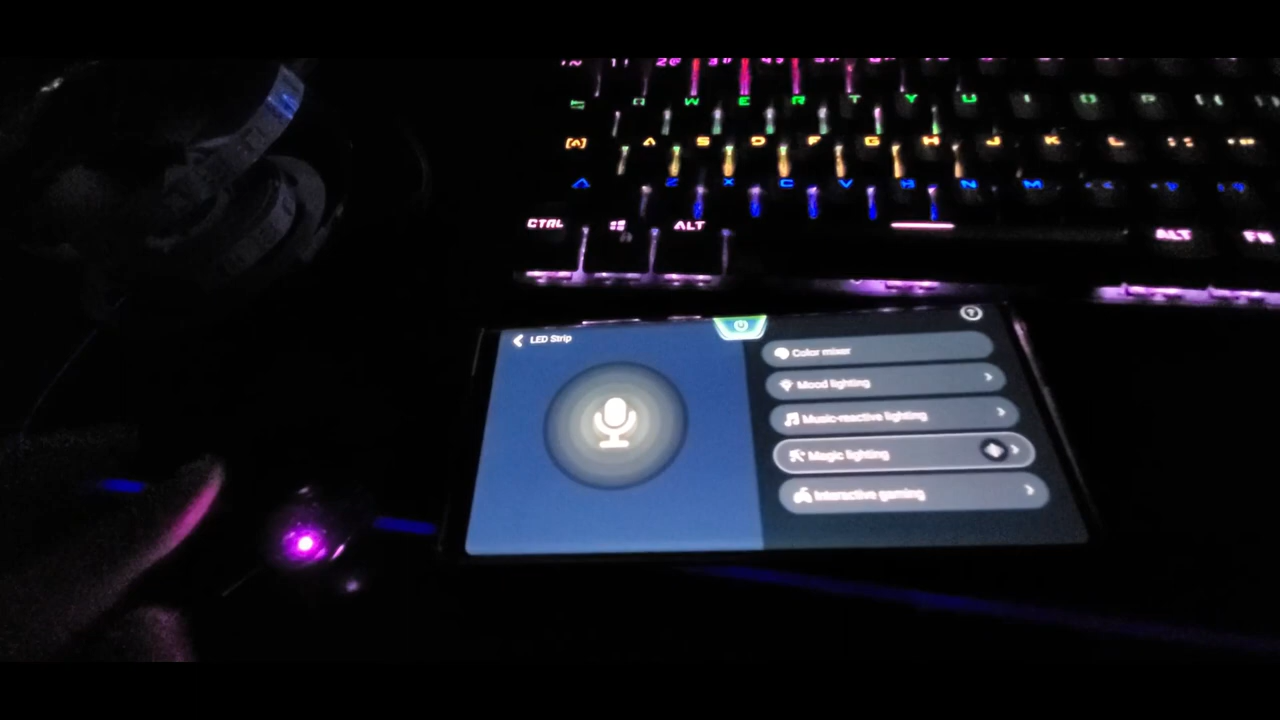 W E R T Y U I O P
A S D F G H J K L
Z X C V B N M
CTRL ALT ALT FN
LED Strip
Color mixer
Mood lighting
Music-reactive lighting
Magic lighting
Interactive gaming